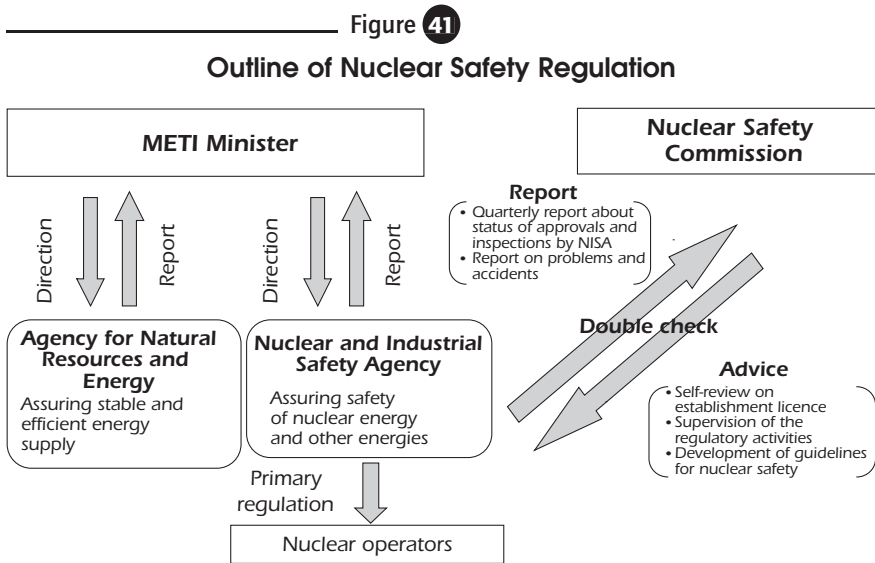 Figure 41
Outline of Nuclear Safety Regulation
METI Minister
Nuclear Safety
Commission
Direction
Report
Direction
Report
Report
• Quarterly report about
status of approvals and
inspections by NISA
• Report on problems and
accidents
Double check
Agency for Natural
Resources and
Energy
Assuring stable and
efficient energy
supply
Nuclear and Industrial
Safety Agency
Assuring safety
of nuclear energy
and other energies
Advice
• Self-review on
establishment licence
• Supervision of the
regulatory activities
• Development of guidelines
for nuclear safety
Primary
regulation
Nuclear operators